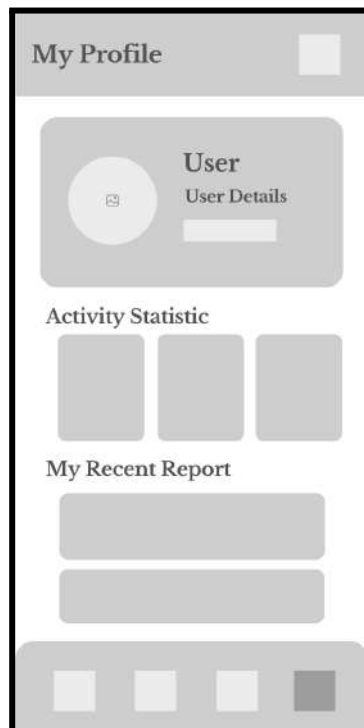 My Profile
User
User Details
Activity Statistic
My Recent Report